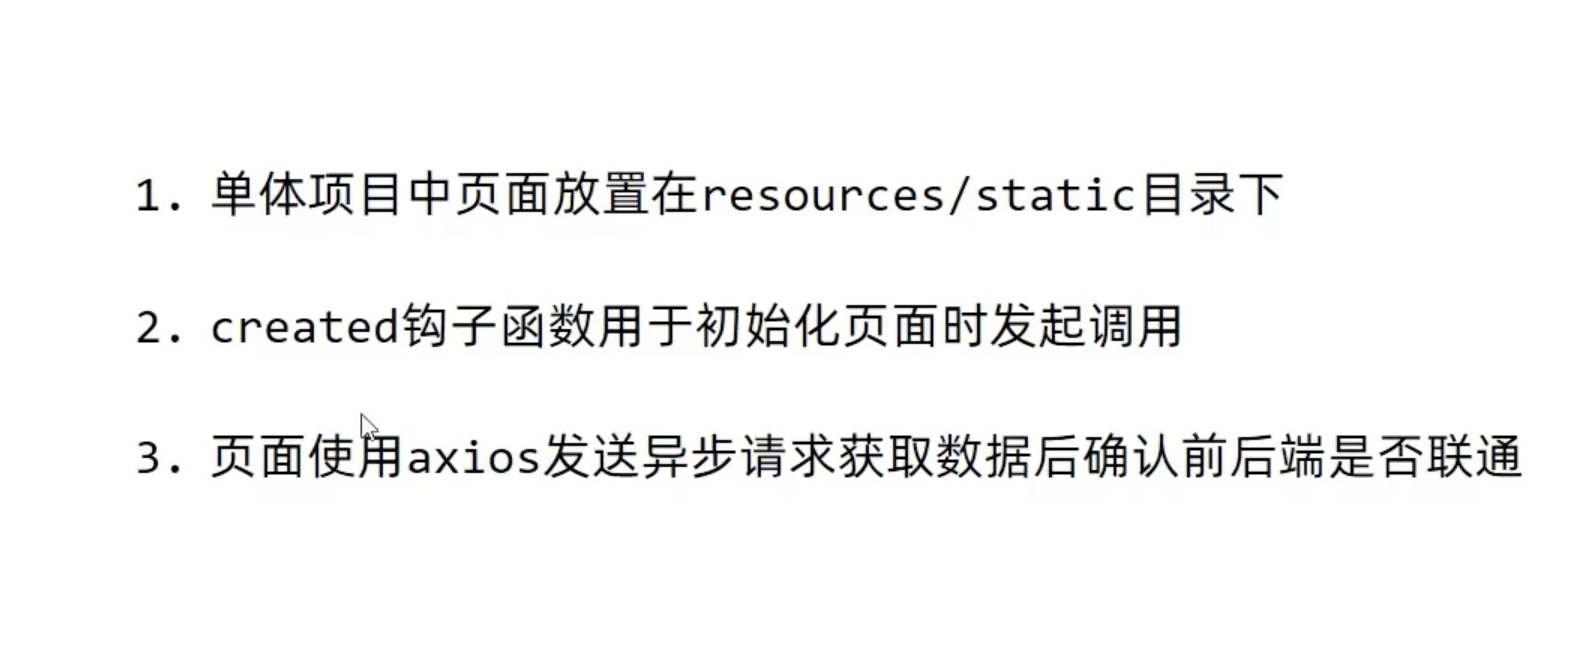 1. 单体项目中页面放置在resources/static目录下
2. created钩子函数用于初始化页面时发起调用
3. 页面使用axios发送异步请求获取数据后确认前后端是否联通